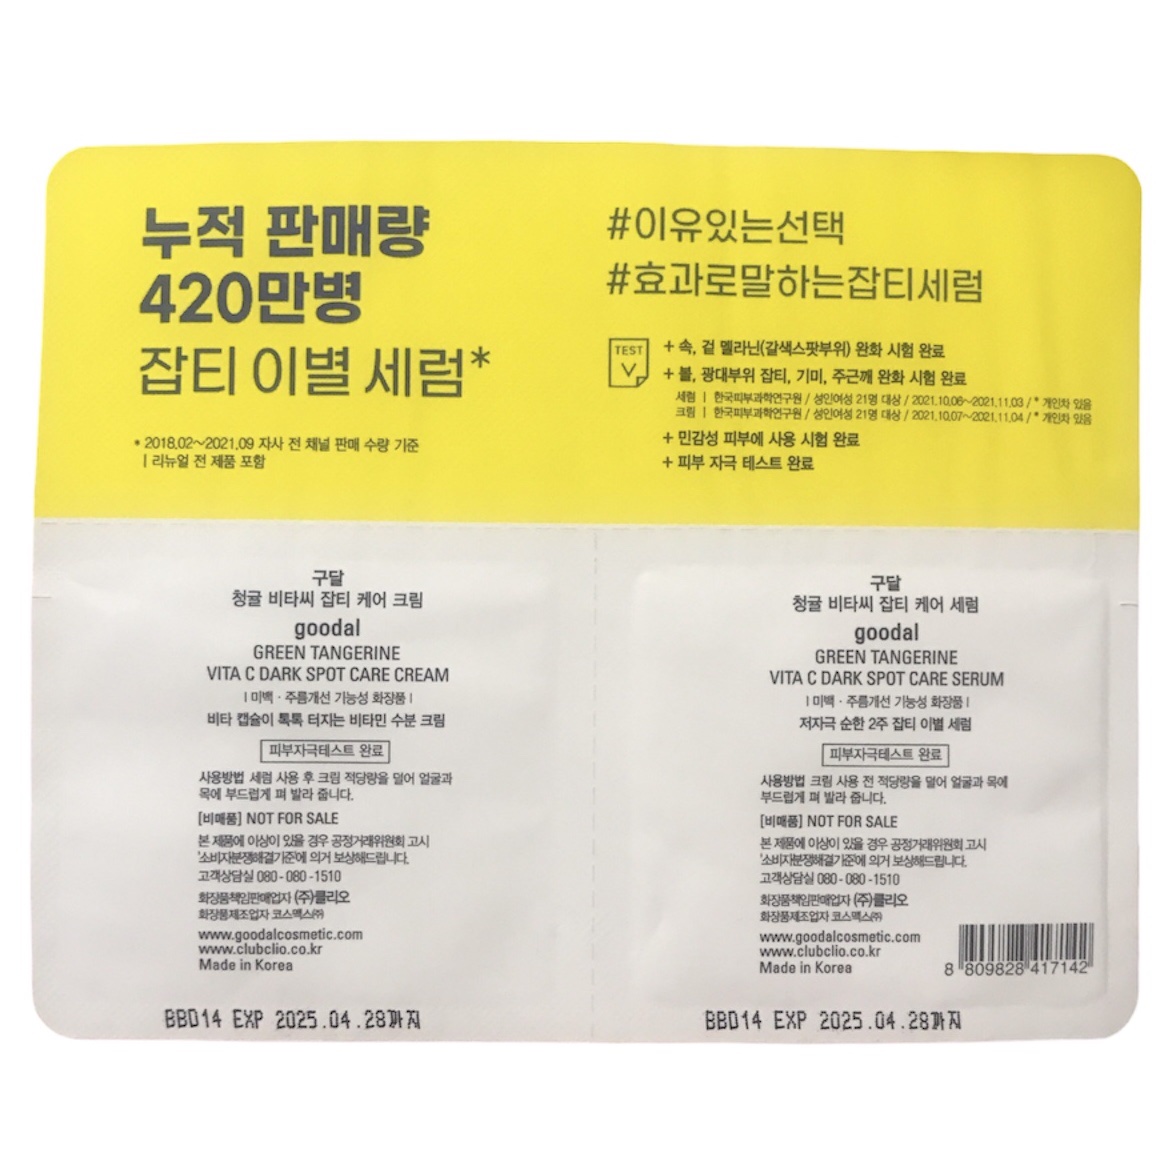 누적 판매량
420만병
잡티 이별 세럼*
* 2018.02~2021.09 자사 전 채널 판매 수량 기준
| 리뉴얼 전 제품 포함
#이유있는선택
#효과로말하는잡티세럼
TEST
+ 속, 겉 멜라닌(갈색스팟부위) 완화 시험 완료
+ 볼, 광대부위 잡티, 기미, 주근깨 완화 시험 완료
세럼 | 한국피부과학연구원 / 성인여성 21명 대상 / 2021.10.06~2021.11.03 / * 개인차 있음
크림 | 한국피부과학연구원 / 성인여성 21명 대상 / 2021.10.07~2021.11.04 / * 개인차 있음
+ 민감성 피부에 사용 시험 완료
+ 피부 자극 테스트 완료
구달
청귤 비타씨 잡티 케어 크림
goodal
GREEN TANGERINE
VITA C DARK SPOT CARE CREAM
| 미백 · 주름개선 기능성 화장품 |
비타 캡슐이 톡톡 터지는 비타민 수분 크림
피부자극테스트 완료
사용방법 세럼 사용 후 크림 적당량을 덜어 얼굴과
목에 부드럽게 펴 발라 줍니다.
[비매품] NOT FOR SALE
본 제품에 이상이 있을 경우 공정거래위원회 고시
'소비자분쟁해결기준'에 의거 보상해드립니다.
고객상담실 080-080-1510
화장품책임판매업자 (주)클리오
화장품제조업자 코스맥스㈜
www.goodalcosmetic.com
www.clubclio.co.kr
Made in Korea
BBD14 EXP 2025.04.28까지
구달
청귤 비타씨 잡티 케어 세럼
goodal
GREEN TANGERINE
VITA C DARK SPOT CARE SERUM
| 미백 · 주름개선 기능성 화장품 |
저자극 순한 2주 잡티 이별 세럼
피부자극테스트 완료
사용방법 크림 사용 전 적당량을 덜어 얼굴과 목에
부드럽게 펴 발라 줍니다.
[비매품] NOT FOR SALE
본 제품에 이상이 있을 경우 공정거래위원회 고시
'소비자분쟁해결기준'에 의거 보상해드립니다.
고객상담실 080-080-1510
화장품책임판매업자 (주)클리오
화장품제조업자 코스맥스㈜
www.goodalcosmetic.com
www.clubclio.co.kr
Made in Korea
8 809828 417142
BBD14 EXP 2025.04.28까지